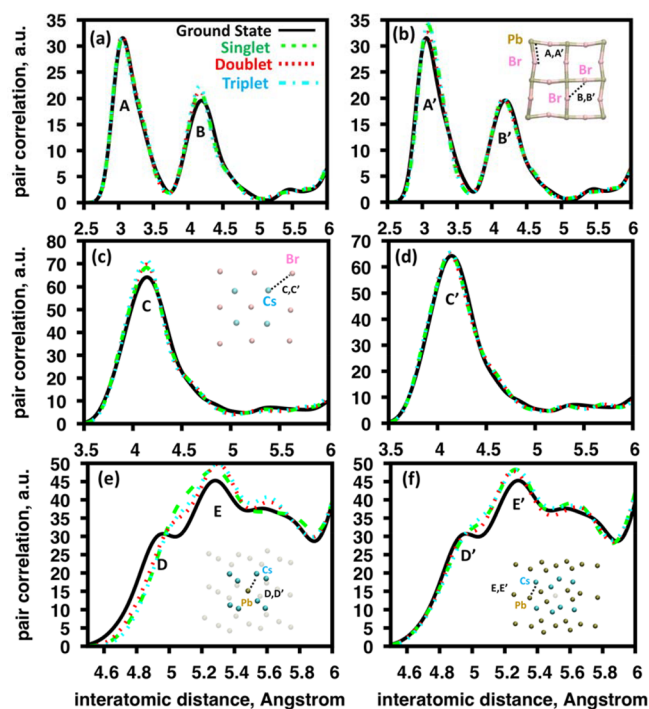 35
30
25
20
15
10
5
0
2.5 3 3.5 4 4.5 5 5.5 6
pair correlation, a.u.
(a)
Ground State
Singlet
Doublet
Triplet
A
B
35
30
25
20
15
10
5
0
2.5 3 3.5 4 4.5 5 5.5 6
(b)
Pb
A,A’
Br
Br
Br
B,B’
A’
B’
80
70
60
50
40
30
20
10
0
3.5 4 4.5 5 5.5 6
pair correlation, a.u.
(c)
Br
Cs
C,C’
C
70
60
50
40
30
20
10
0
3.5 4 4.5 5 5.5 6
(d)
C’
50
45
40
35
30
25
20
15
10
5
0
4.6 4.8 5 5.2 5.4 5.6 5.8 6
pair correlation, a.u.
interatomic distance, Angstrom
(e)
E
D
Cs
D,D’
Pb
50
45
40
35
30
25
20
15
10
5
0
4.6 4.8 5 5.2 5.4 5.6 5.8 6
interatomic distance, Angstrom
(f)
E’
D’
Cs
E,E’
Pb